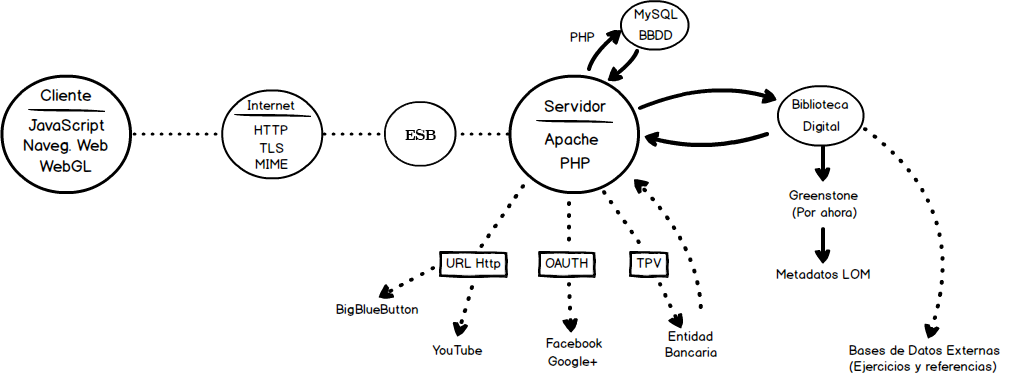 MySQL
BBDD
PHP
Cliente
JavaScript
Naveg. Web
WebGL
Internet
HTTP
TLS
MIME
ESB
Servidor
Apache
PHP
Biblioteca
Digital
Greenstone
(Por ahora)
Metadatos LOM
URL Http
OAUTH
TPV
BigBlueButton
YouTube
Facebook
Google+
Entidad
Bancaria
Bases de Datos Externas
(Ejercicios y referencias)